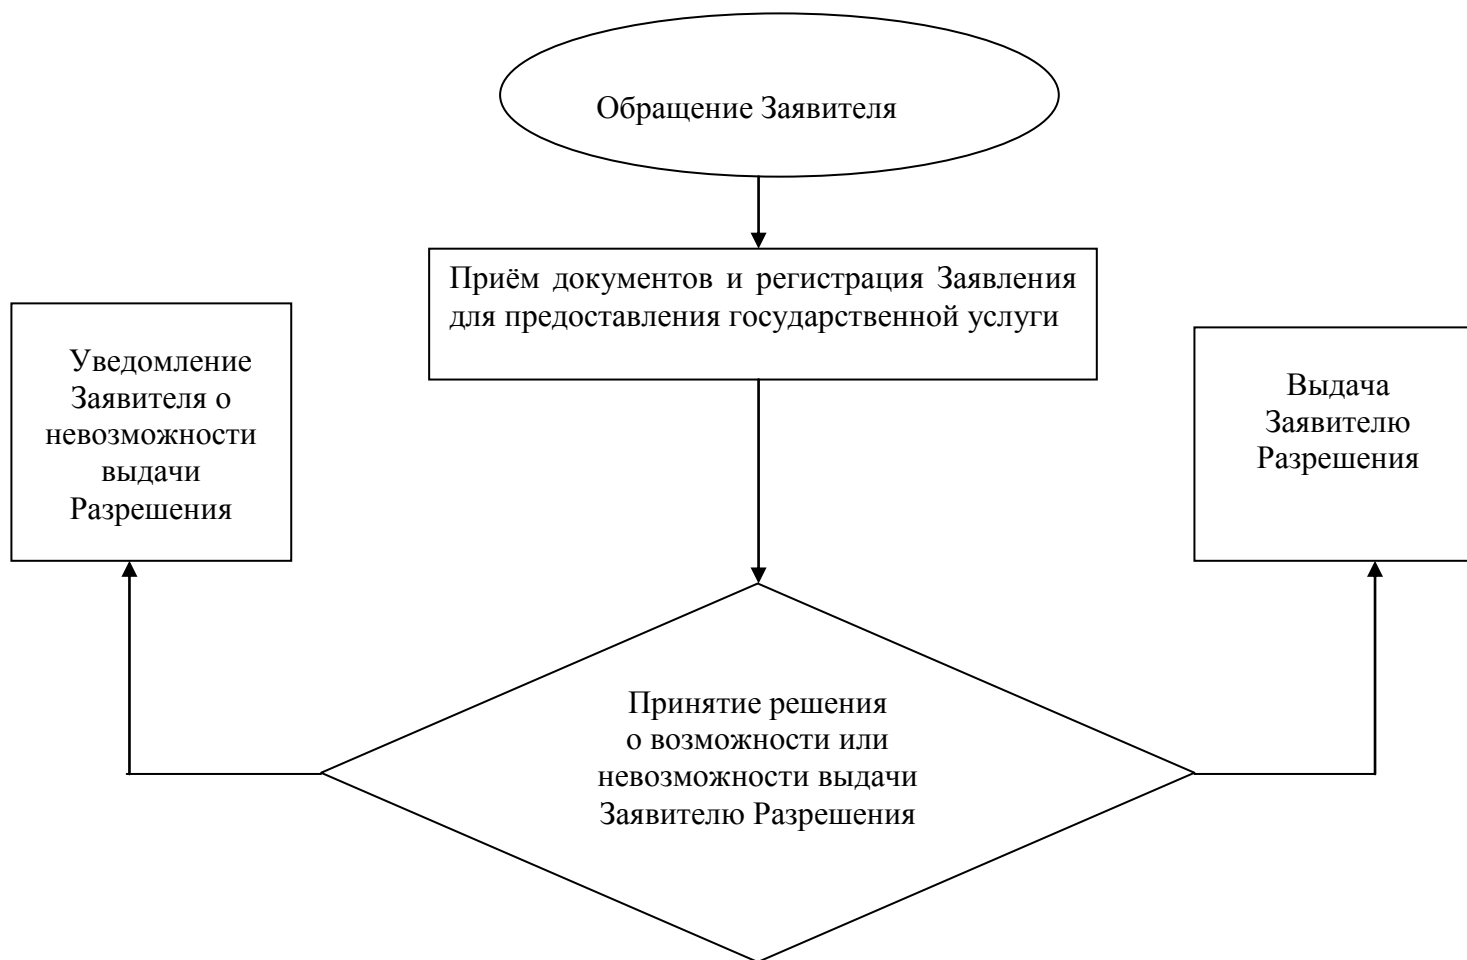 Обращение Заявителя
Приём документов и регистрация Заявления
для предоставления государственной услуги
Уведомление
Заявителя о
невозможности
выдачи
Разрешения
Выдача
Заявителю
Разрешения
Принятие решения
о возможности или
невозможности выдачи
Заявителю Разрешения